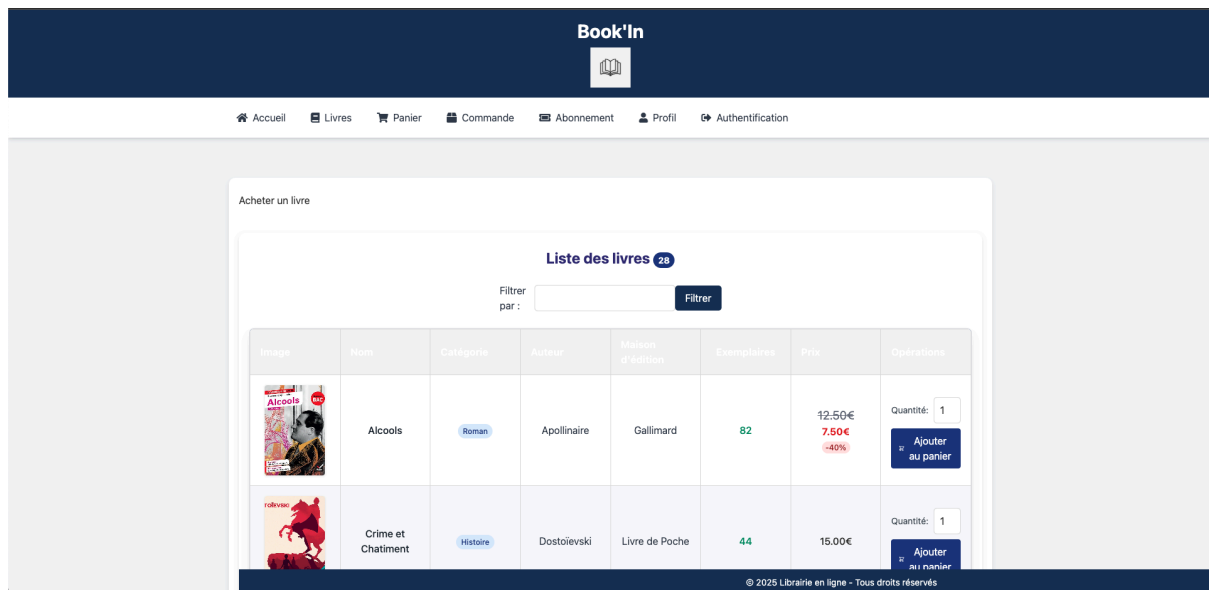 Book'In
Accueil Livres Panier Commande Abonnement Profil Authentification
Acheter un livre
Liste des livres 28
Filtrer par :
Filtrer
Image Nom Catégorie Auteur Maison d'édition Exemplaires Prix Opérations
Alcools
BAC
Alcools
Roman
Apollinaire
Gallimard
82
12.50€
7.50€
-40%
Quantité: 1
Ajouter
au panier
Crime et
Chatiment
Histoire
Dostoïevski
Livre de Poche
44
15.00€
Quantité: 1
Ajouter
au panier
© 2025 Librairie en ligne - Tous droits réservés